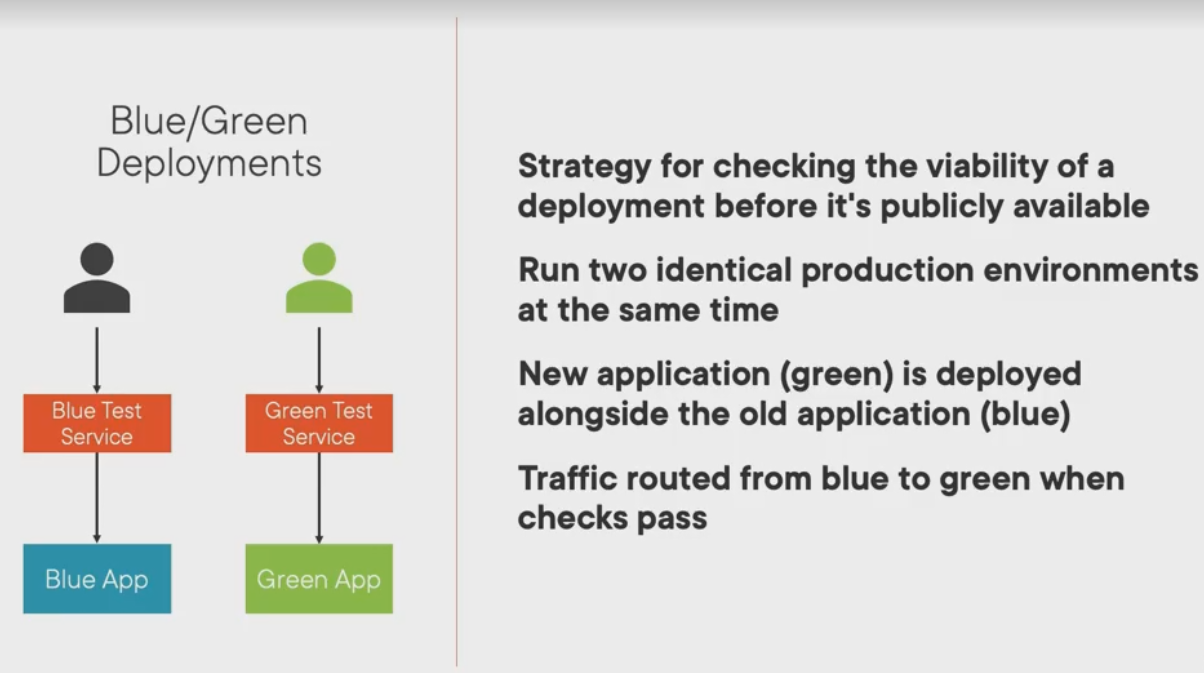 Blue/Green
Deployments
Blue Test
Service
Green Test
Service
Blue App
Green App
Strategy for checking the viability of a
deployment before it's publicly available
Run two identical production environments
at the same time
New application (green) is deployed
alongside the old application (blue)
Traffic routed from blue to green when
checks pass